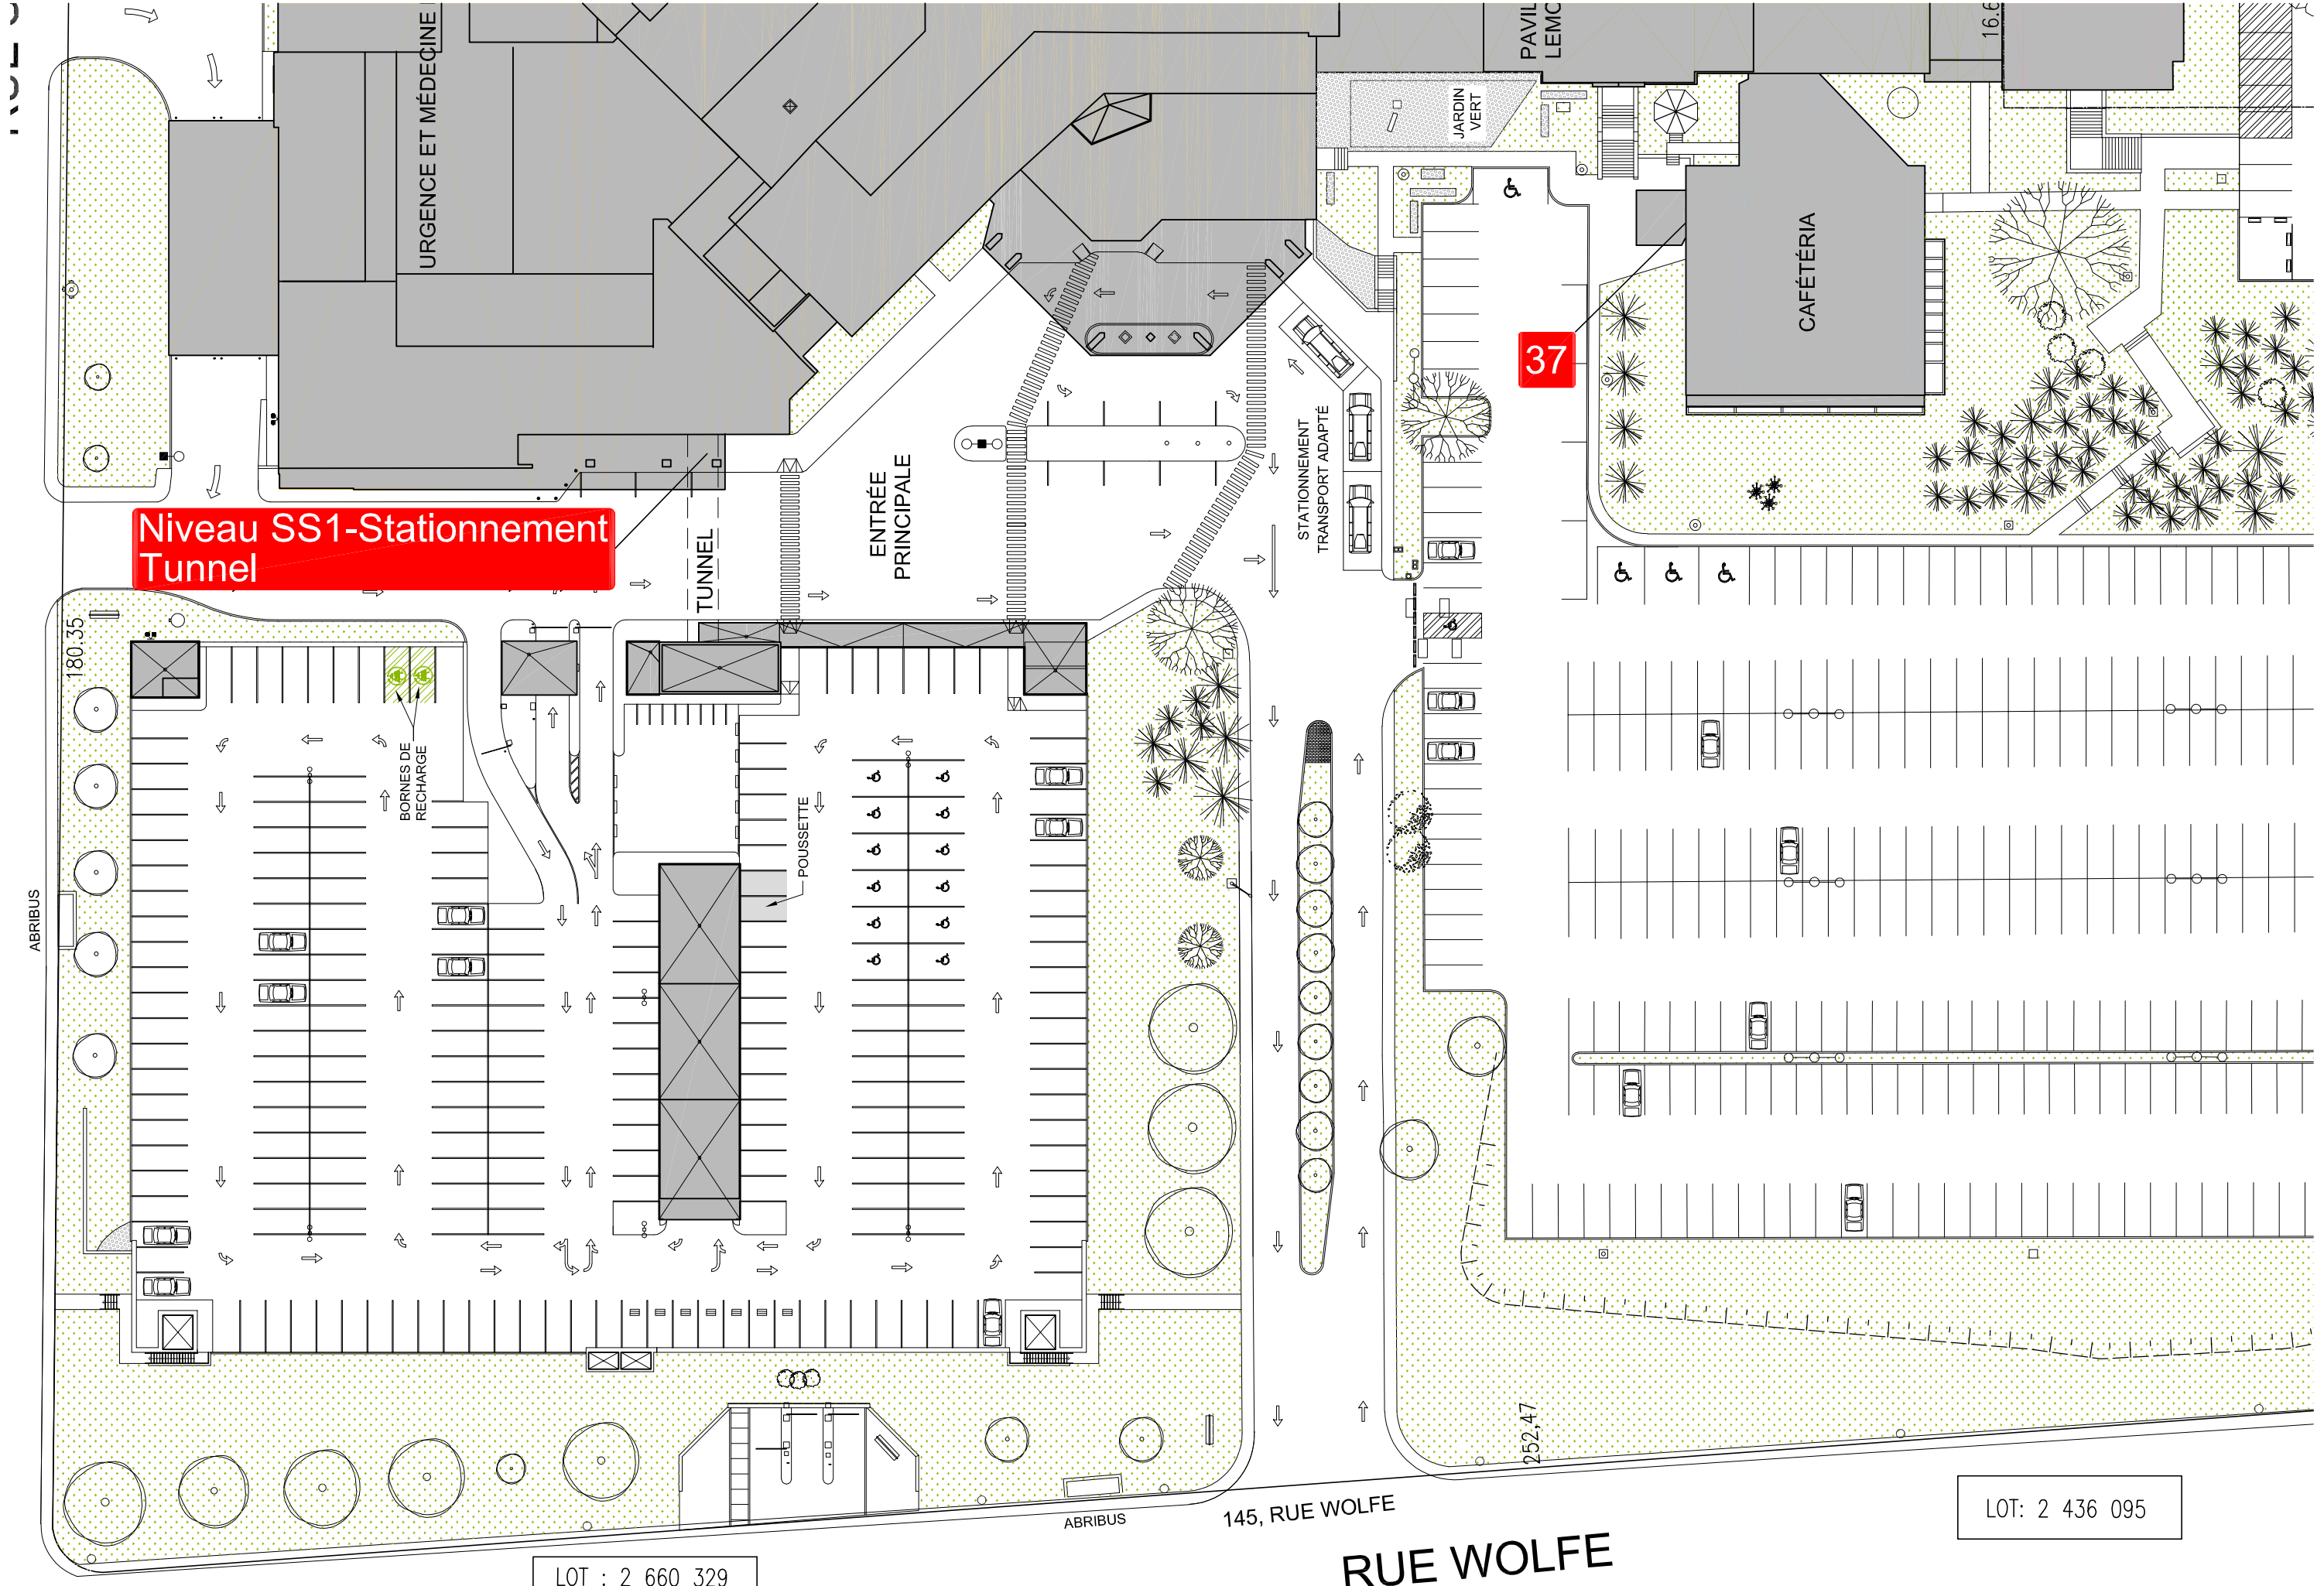 URGENCE ET MÉDECINE
PAVIL
LEMO
16.6
JARDIN
VERT
CAFÉTÉRIA
37
STATIONNEMENT
TRANSPORT ADAPTÉ
ENTRÉE
PRINCIPALE
Niveau SS1-Stationnement
Tunnel
TUNNEL
180.35
BORNES DE
RECHARGE
POUSSETTE
ABRIBUS
252,47
ABRIBUS
145, RUE WOLFE
RUE WOLFE
LOT: 2 436 095
LOT : 2 660 329